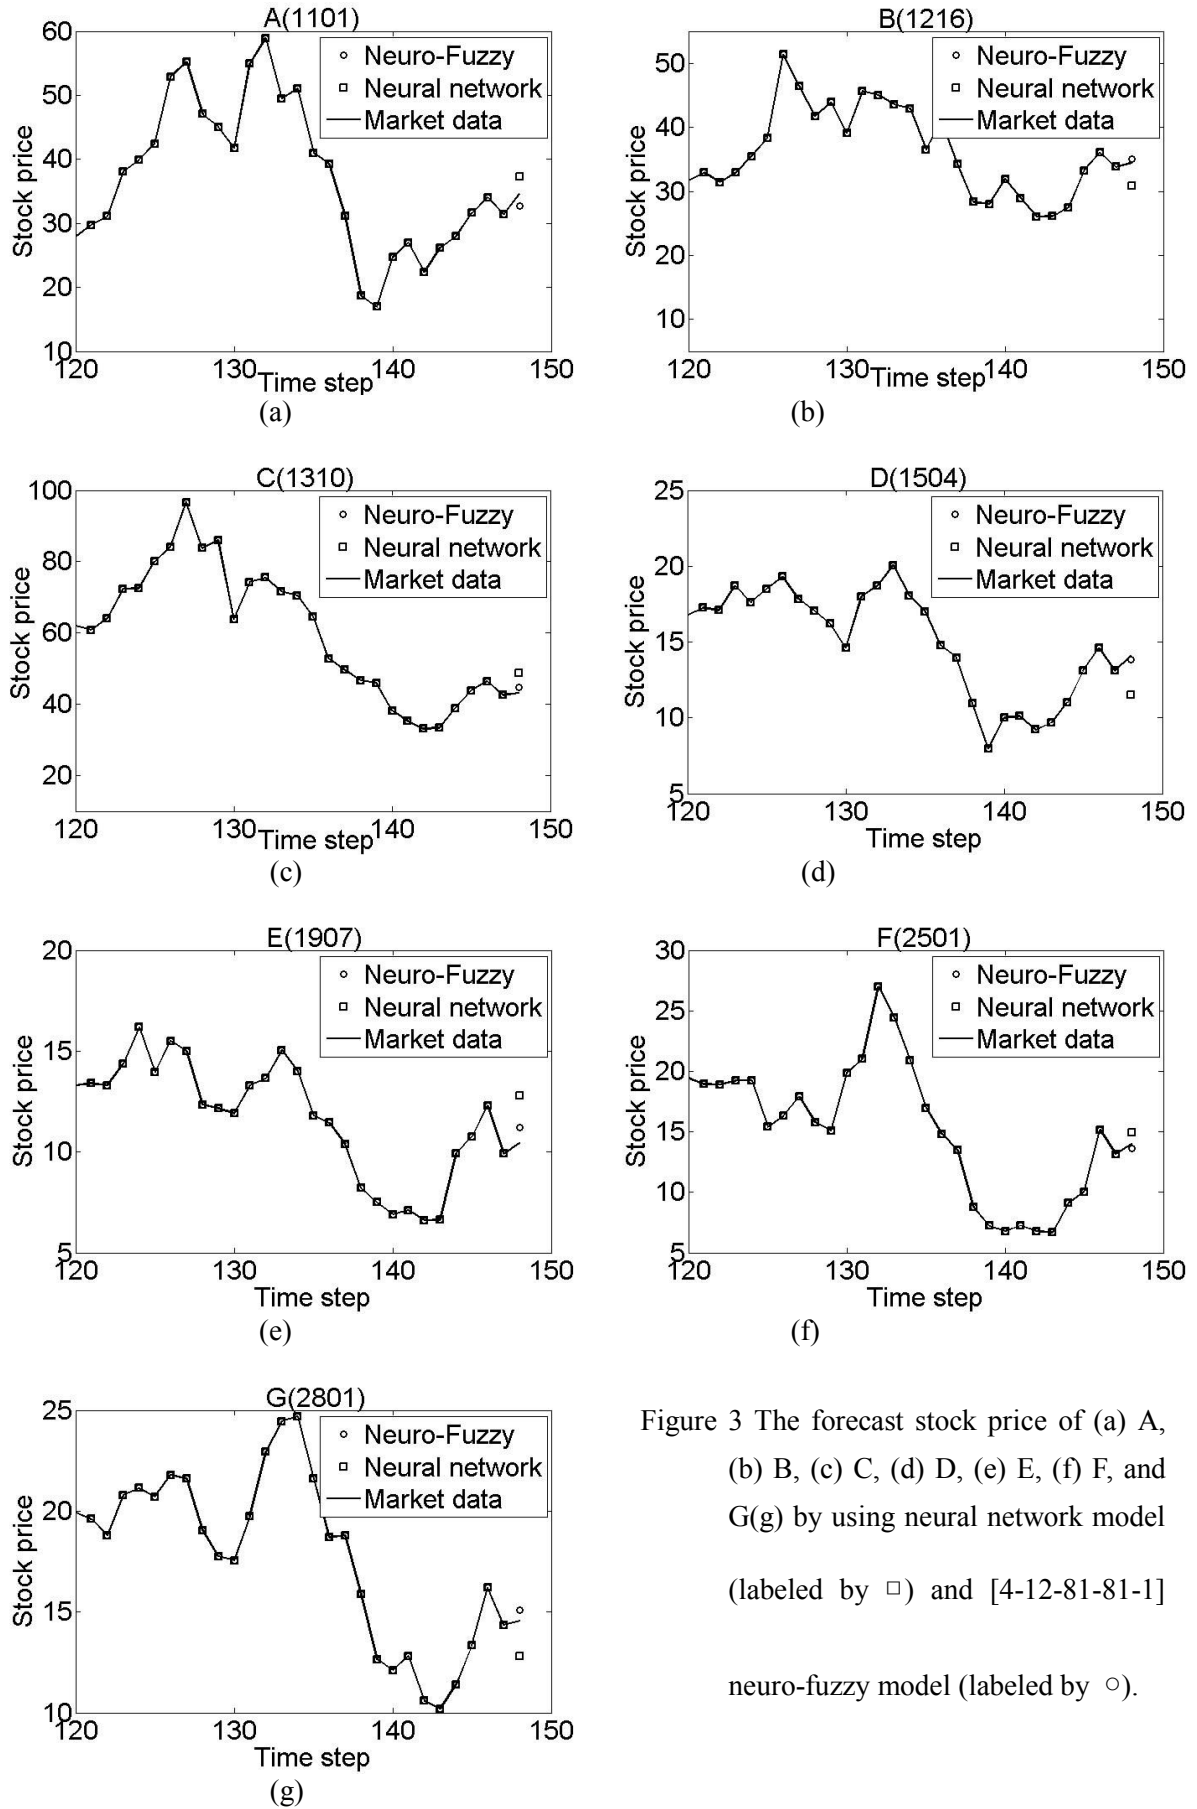 A(1101)
60
50
40
30
20
10
Stock price
Neuro-Fuzzy
Neural network
Market data
120
130
140
150
Time step
(a)
B(1216)
50
40
30
20
10
Stock price
Neuro-Fuzzy
Neural network
Market data
120
130
140
150
Time step
(b)
C(1310)
100
80
60
40
20
Stock price
Neuro-Fuzzy
Neural network
Market data
120
130
140
150
Time step
(c)
D(1504)
25
20
15
10
5
Stock price
Neuro-Fuzzy
Neural network
Market data
120
130
140
150
Time step
(d)
E(1907)
20
15
10
5
Stock price
Neuro-Fuzzy
Neural network
Market data
120
130
140
150
Time step
(e)
F(2501)
30
25
20
15
10
5
Stock price
Neuro-Fuzzy
Neural network
Market data
120
130
140
150
Time step
(f)
G(2801)
25
20
15
10
Stock price
Neuro-Fuzzy
Neural network
Market data
120
130
140
150
Time step
(g)
Figure 3 The forecast stock price of (a) A,
(b) B, (c) C, (d) D, (e) E, (f) F, and
G(g) by using neural network model
(labeled by □) and [4-12-81-81-1]
neuro-fuzzy model (labeled by ○).